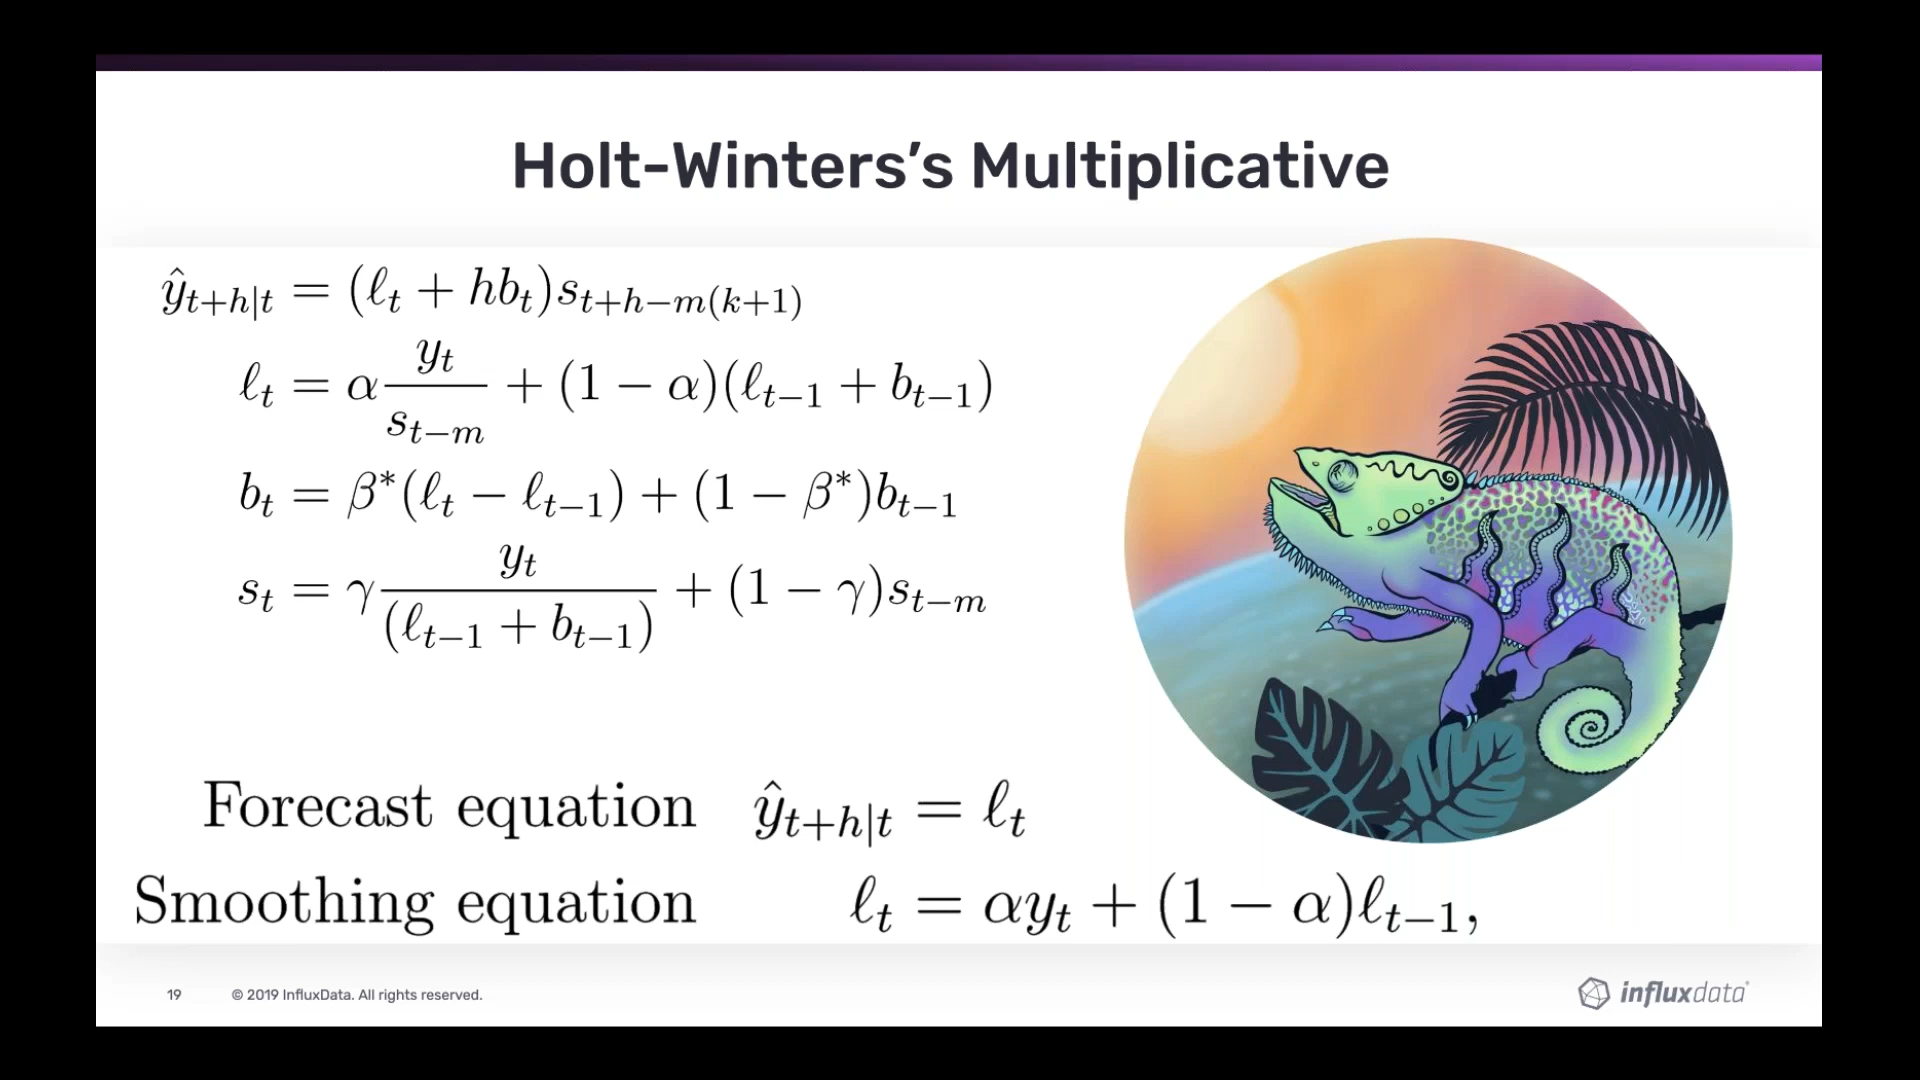 Holt-Winters's Multiplicative
ŷ_{t+h|t} = (ℓ_t + hb_t)s_{t+h−m(k+1)}
ℓ_t = α \frac{y_t}{s_{t−m}} + (1 − α)(ℓ_{t−1} + b_{t−1})
b_t = β*(ℓ_t − ℓ_{t−1}) + (1 − β*)b_{t−1}
s_t = γ \frac{y_t}{(ℓ_{t−1} + b_{t−1})} + (1 − γ)s_{t−m}
Forecast equation ŷ_{t+h|t} = ℓ_t
Smoothing equation ℓ_t = αy_t + (1 − α)ℓ_{t−1},
19 © 2019 InfluxData. All rights reserved.
influxdata